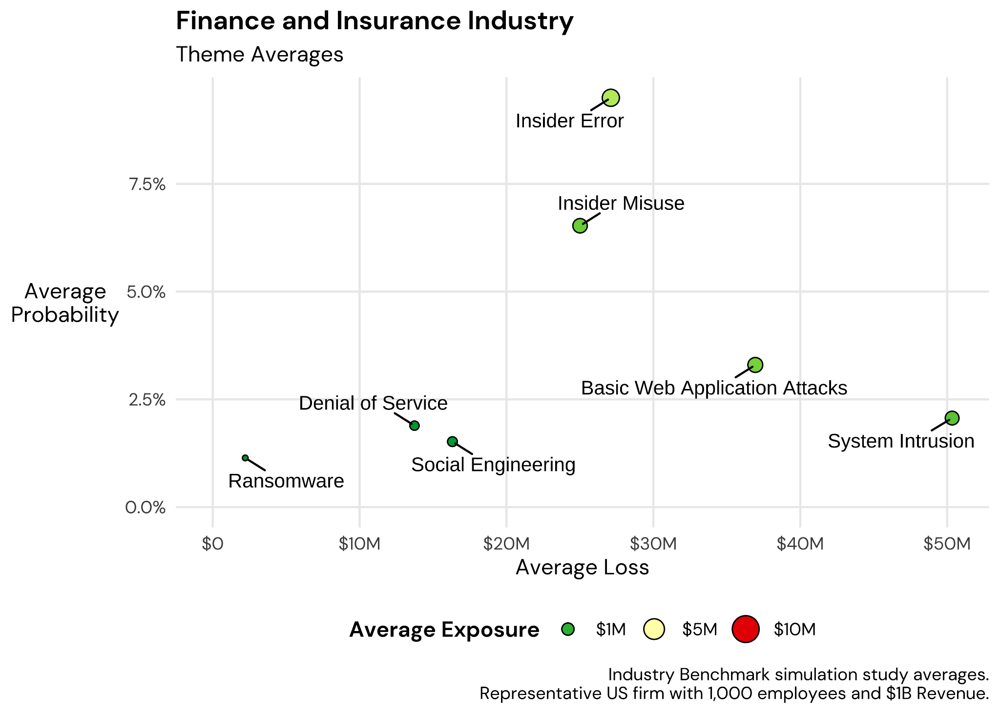 Finance and Insurance Industry
Theme Averages
Insider Error
7.5%
Insider Misuse
Average
Probability
5.0%
Basic Web Application Attacks
2.5%
Denial of Service
System Intrusion
Social Engineering
Ransomware
0.0%
$0 $10M $20M $30M $40M $50M
Average Loss
Average Exposure $1M $5M $10M
Industry Benchmark simulation study averages.
Representative US firm with 1,000 employees and $1B Revenue.